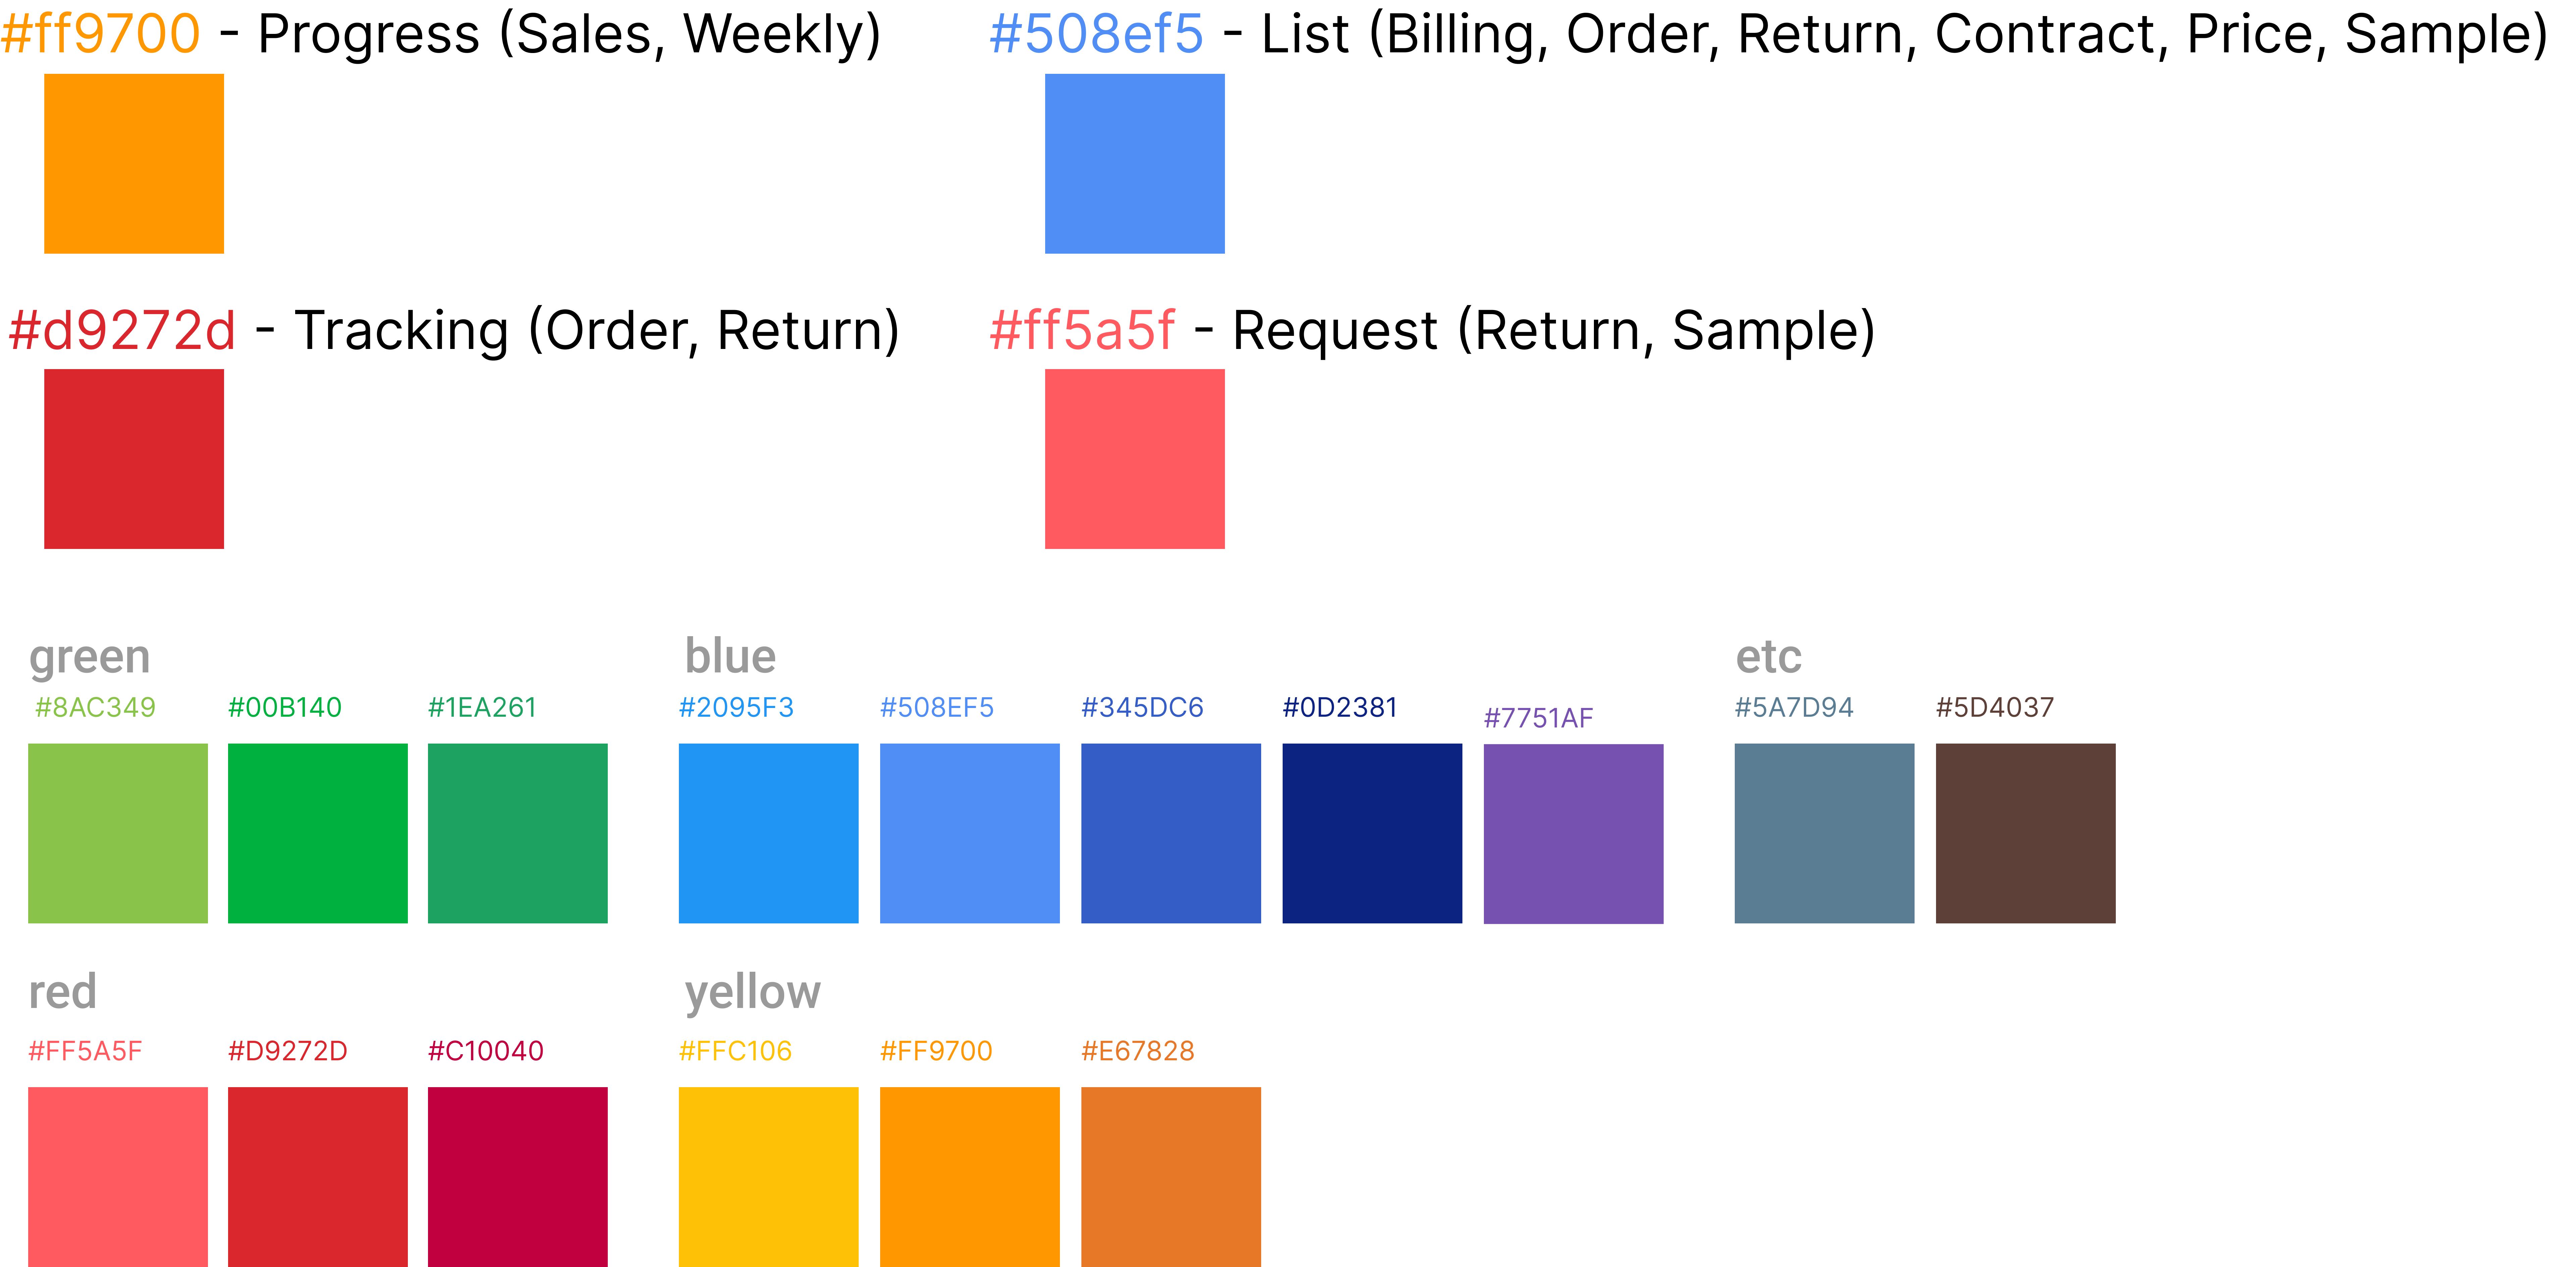 #ff9700 - Progress (Sales, Weekly)
#508ef5 - List (Billing, Order, Return, Contract, Price, Sample)
#d9272d - Tracking (Order, Return)
#ff5a5f - Request (Return, Sample)
green
#8AC349 #00B140 #1EA261
blue
#2095F3 #508EF5 #345DC6 #0D2381 #7751AF
etc
#5A7D94 #5D4037
red
#FF5A5F #D9272D #C10040
yellow
#FFC106 #FF9700 #E67828